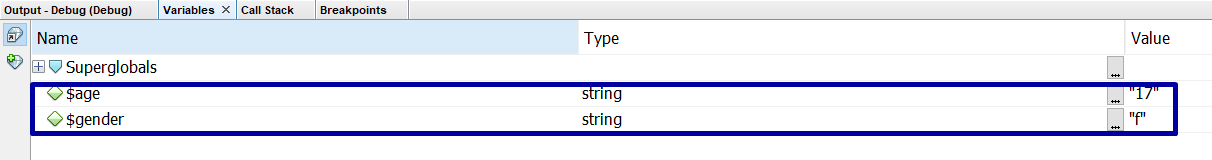 Output - Debug (Debug) Variables × Call Stack Breakpoints
Name Type Value
Superglobals ...
$age string ... "17"
$gender string ... "f"